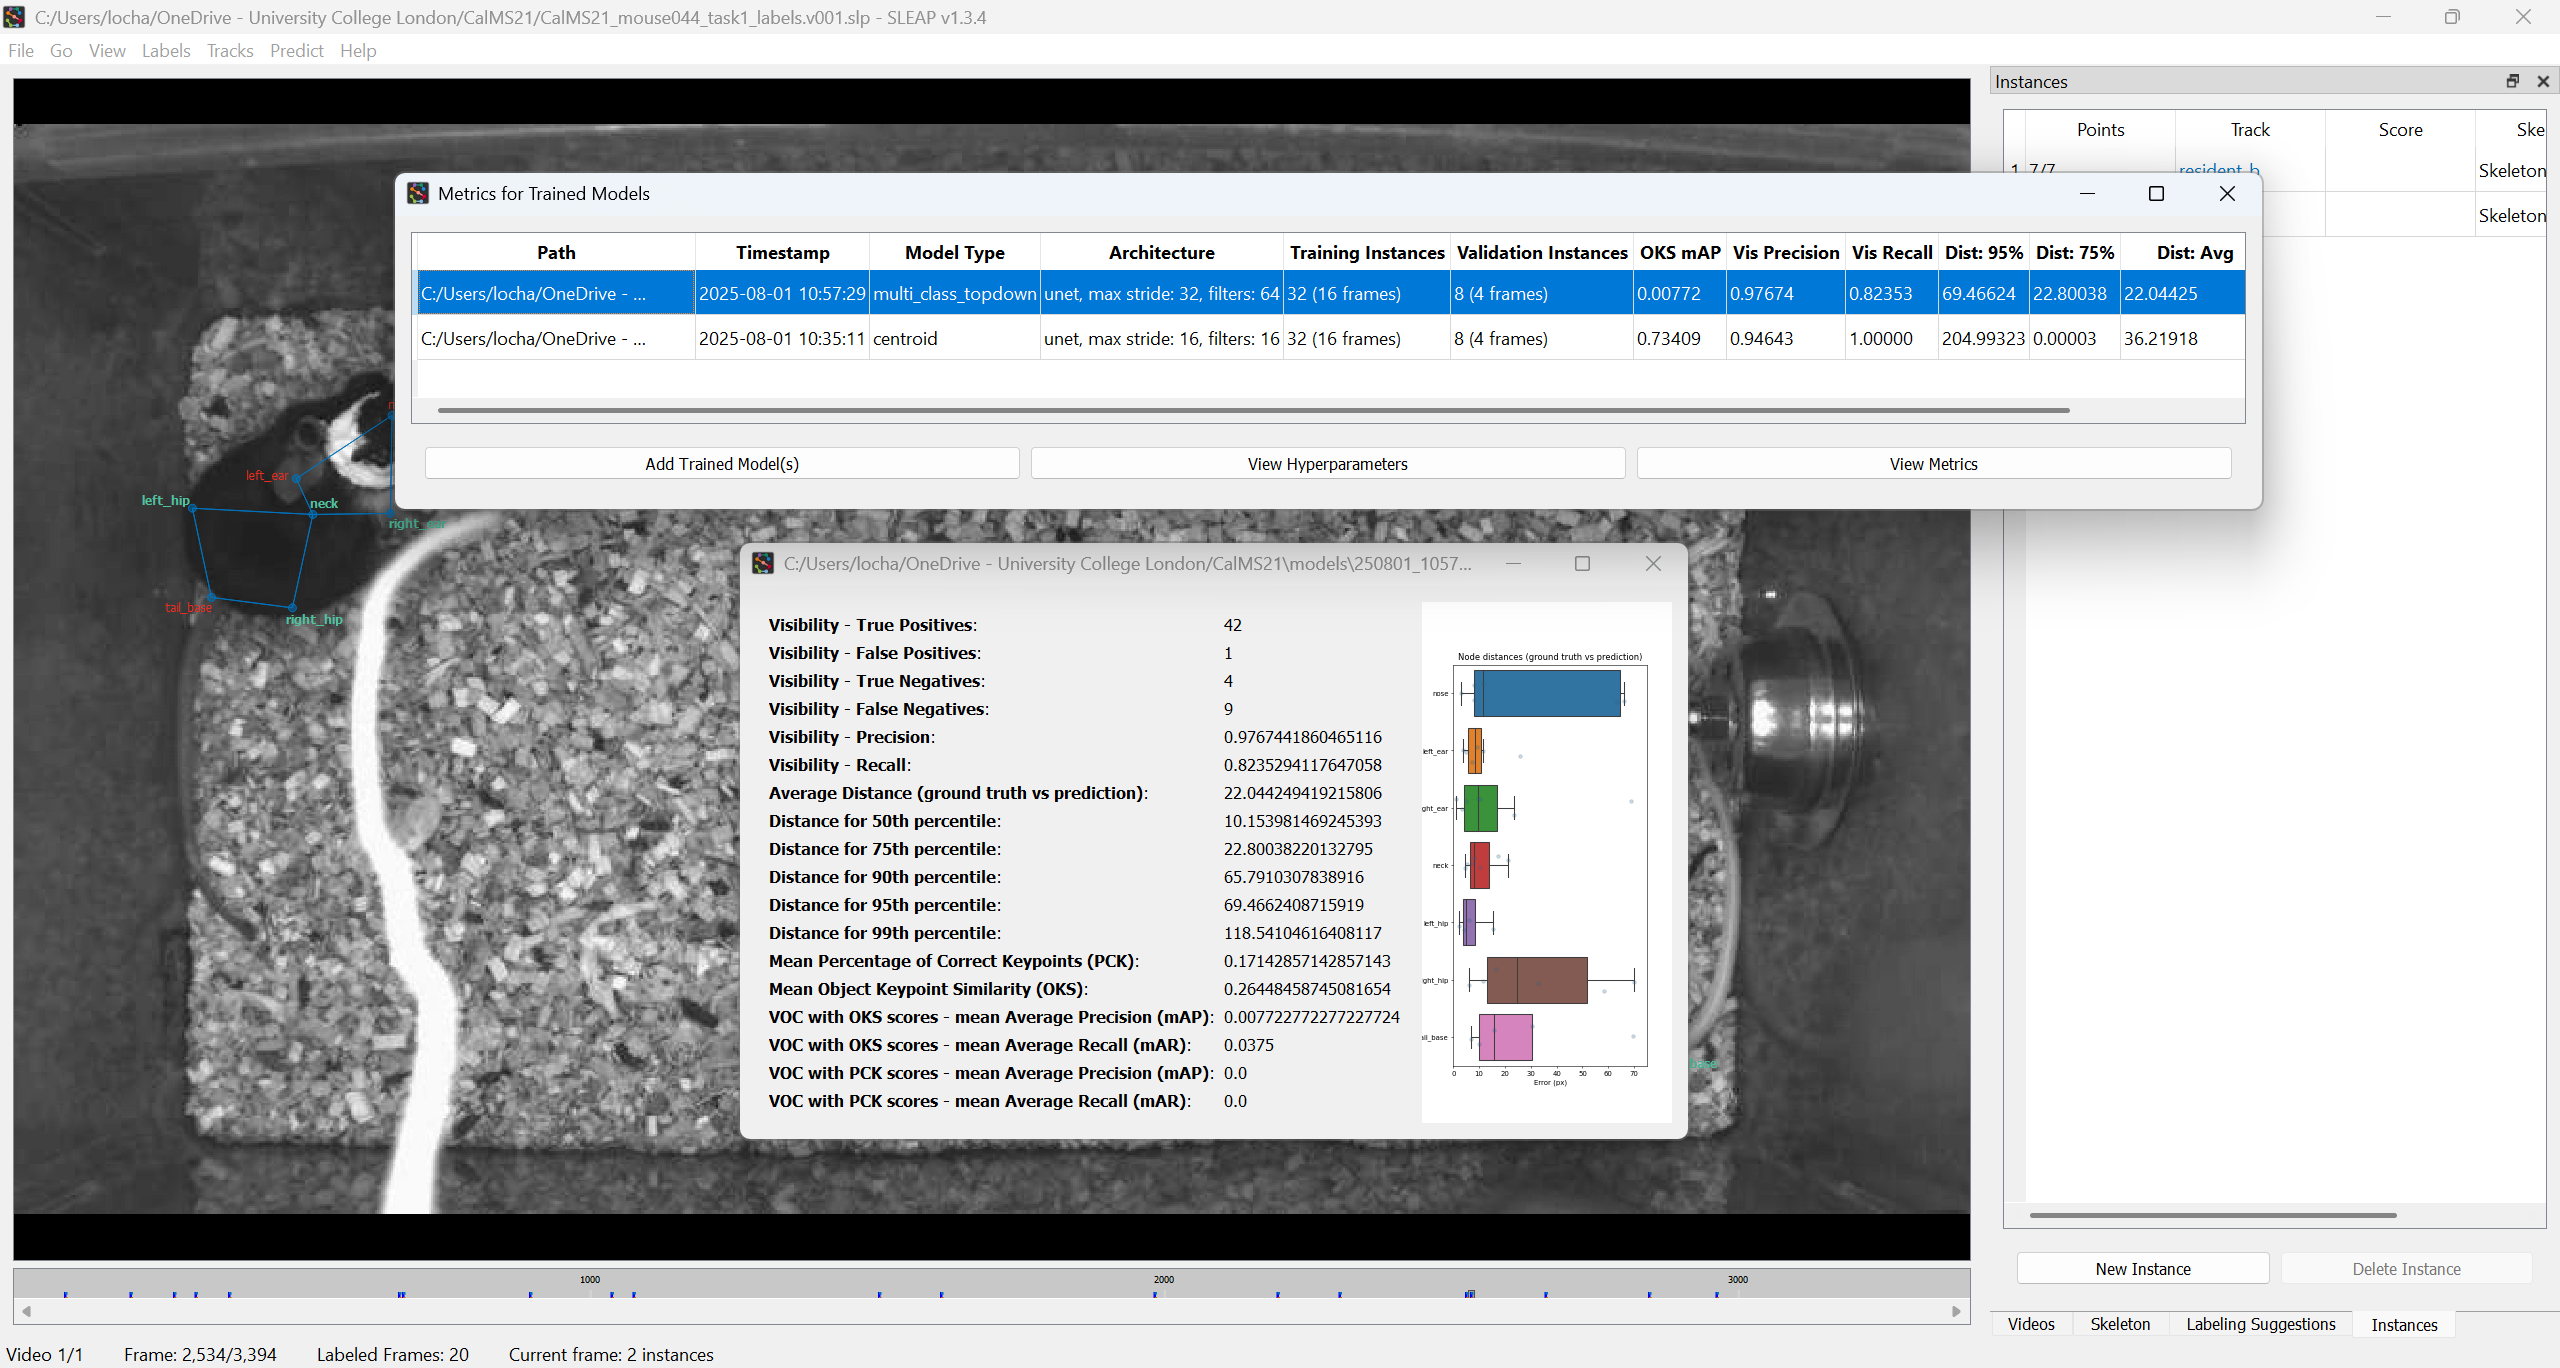 C:/Users/locha/OneDrive - University College London/CalMS21/CalMS21_mouse044_task1_labels.v001.slp - SLEAP v1.3.4
File Go View Labels Tracks Predict Help
Instances
Points Track Score Ske
1 7/7 resident_b Skeleton
Skeleton
Metrics for Trained Models
Path Timestamp Model Type Architecture Training Instances Validation Instances OKS mAP Vis Precision Vis Recall Dist: 95% Dist: 75% Dist: Avg
C:/Users/locha/OneDrive - ... 2025-08-01 10:57:29 multi_class_topdown unet, max stride: 32, filters: 64 32 (16 frames) 8 (4 frames) 0.00772 0.97674 0.82353 69.46624 22.80038 22.04425
C:/Users/locha/OneDrive - ... 2025-08-01 10:35:11 centroid unet, max stride: 16, filters: 16 32 (16 frames) 8 (4 frames) 0.73409 0.94643 1.00000 204.99323 0.00003 36.21918
Add Trained Model(s) View Hyperparameters View Metrics
left_ear
left_hip
neck
right_ear
tail_base
right_hip
C:/Users/locha/OneDrive - University College London/CalMS21\models\250801_1057...
Visibility - True Positives: 42
Visibility - False Positives: 1
Visibility - True Negatives: 4
Visibility - False Negatives: 9
Visibility - Precision: 0.9767441860465116
Visibility - Recall: 0.8235294117647058
Average Distance (ground truth vs prediction): 22.044249419215806
Distance for 50th percentile: 10.153981469245393
Distance for 75th percentile: 22.80038220132795
Distance for 90th percentile: 65.7910307838916
Distance for 95th percentile: 69.4662408715919
Distance for 99th percentile: 118.54104616408117
Mean Percentage of Correct Keypoints (PCK): 0.17142857142857143
Mean Object Keypoint Similarity (OKS): 0.26448458745081654
VOC with OKS scores - mean Average Precision (mAP): 0.007722772277227724
VOC with OKS scores - mean Average Recall (mAR): 0.0375
VOC with PCK scores - mean Average Precision (mAP): 0.0
VOC with PCK scores - mean Average Recall (mAR): 0.0
Node distances (ground truth vs prediction)
nose
left_ear
ght_ear
neck
left_hip
ght_hip
ail_base
0 10 20 30 40 50 60 70
Error (px)
1000 2000 3000
New Instance Delete Instance
Videos Skeleton Labeling Suggestions Instances
Video 1/1 Frame: 2,534/3,394 Labeled Frames: 20 Current frame: 2 instances